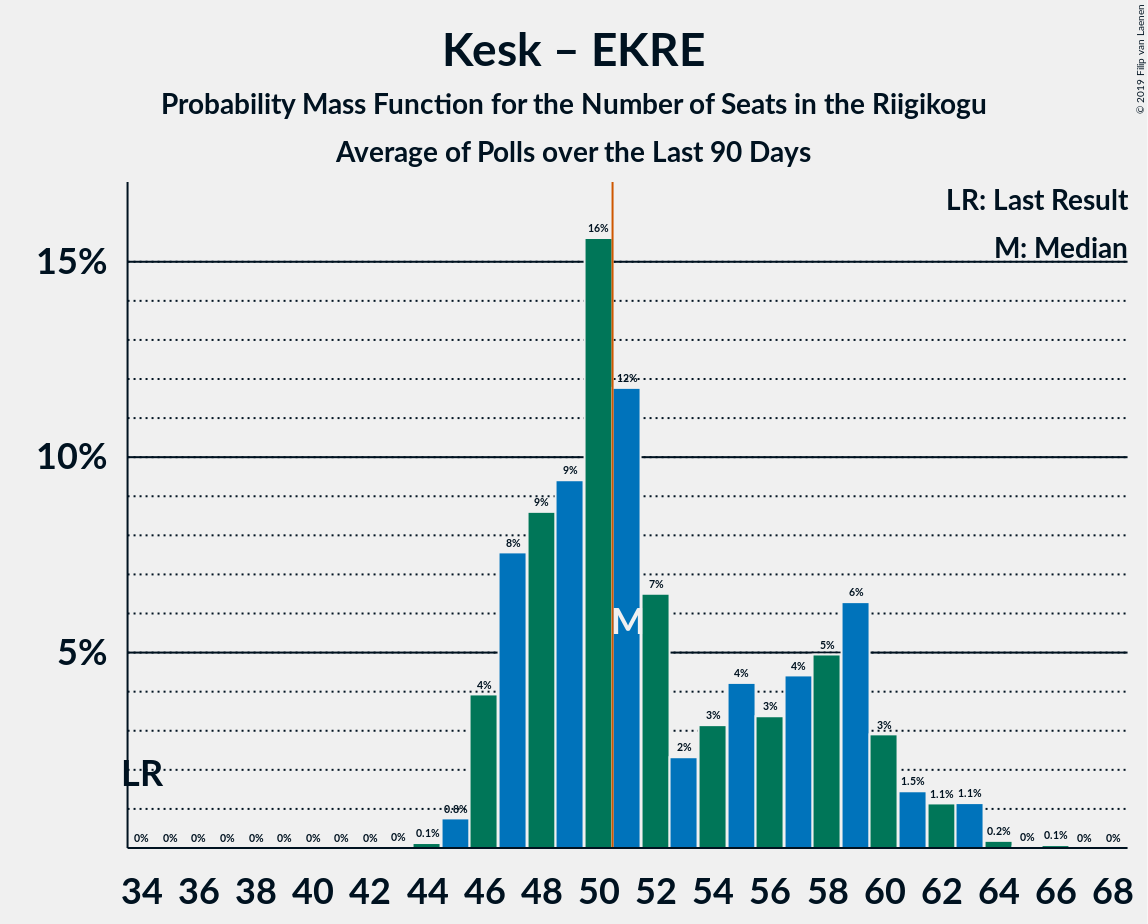 Kesk – EKRE
Probability Mass Function for the Number of Seats in the Riigikogu
Average of Polls over the Last 90 Days
© 2019 Filip van Laenen
LR: Last Result
M: Median
15%
10%
5%
LR
M
0% 0% 0% 0% 0% 0% 0% 0% 0% 0% 0.1% 0.8% 4% 8% 9% 9% 16% 12% 7% 2% 3% 4% 3% 4% 5% 6% 3% 1.5% 1.1% 1.1% 0.2% 0% 0.1% 0% 0%
34 36 38 40 42 44 46 48 50 52 54 56 58 60 62 64 66 68